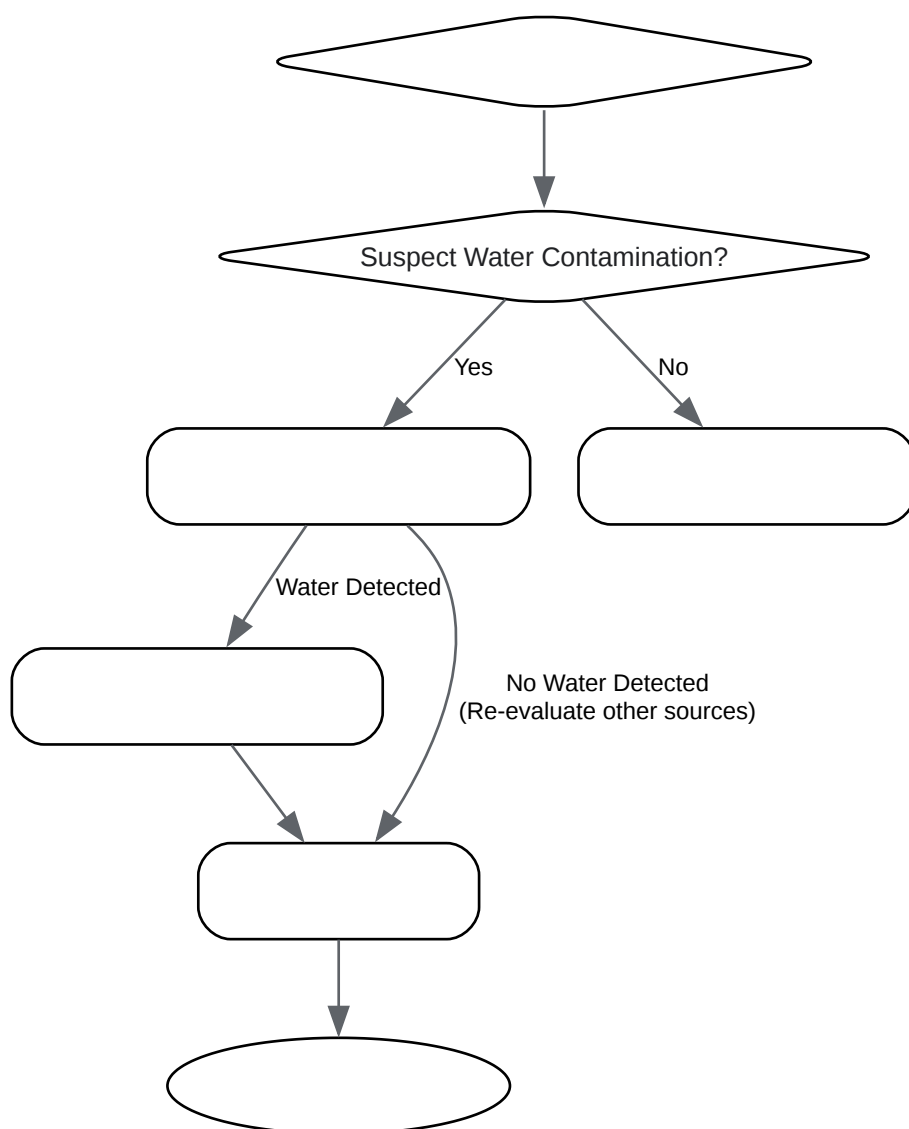 Suspect Water Contamination?
Yes
No
Water Detected
No Water Detected
(Re-evaluate other sources)